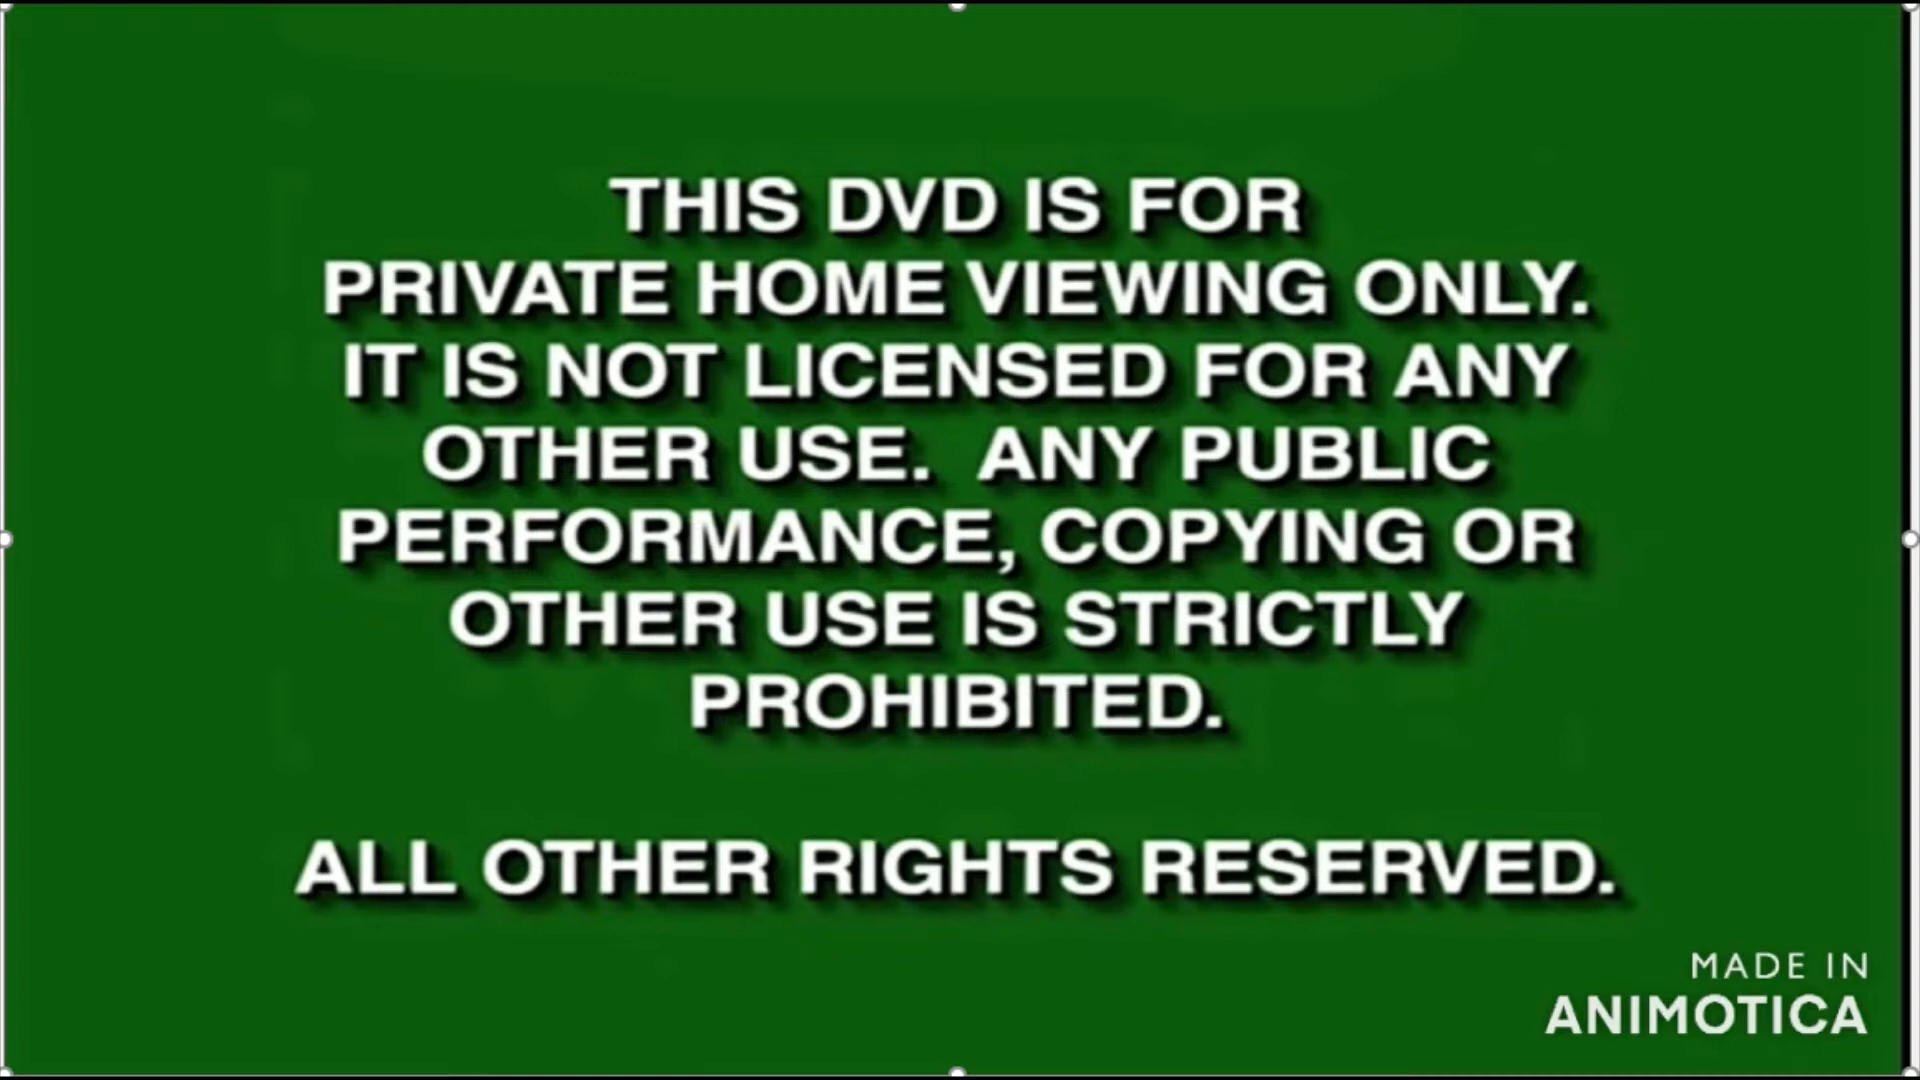 THIS DVD IS FOR
PRIVATE HOME VIEWING ONLY.
IT IS NOT LICENSED FOR ANY
OTHER USE.  ANY PUBLIC
PERFORMANCE, COPYING OR
OTHER USE IS STRICTLY
PROHIBITED.
ALL OTHER RIGHTS RESERVED.
MADE IN
ANIMOTICA